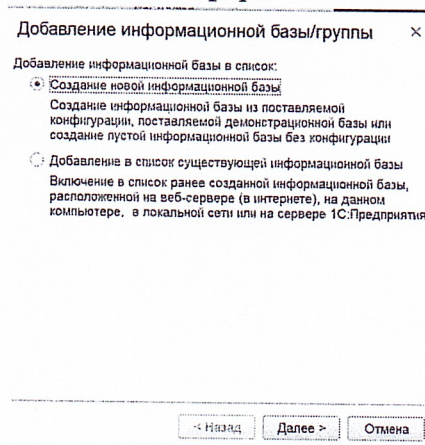 Добавление информационной базы/группы ×
Добавление информационной базы в список:
Создание новой информационной базы
Создание информационной базы из поставляемой
конфигурации, поставляемой демонстрационной базы или
создание пустой информационной базы без конфигурации
Добавление в список существующей информационной базы
Включение в список ранее созданной информационной базы,
расположенной на веб-сервере (в интернете), на данном
компьютере, в локальной сети или на сервере 1С:Предприятия
< Назад Далее > Отмена